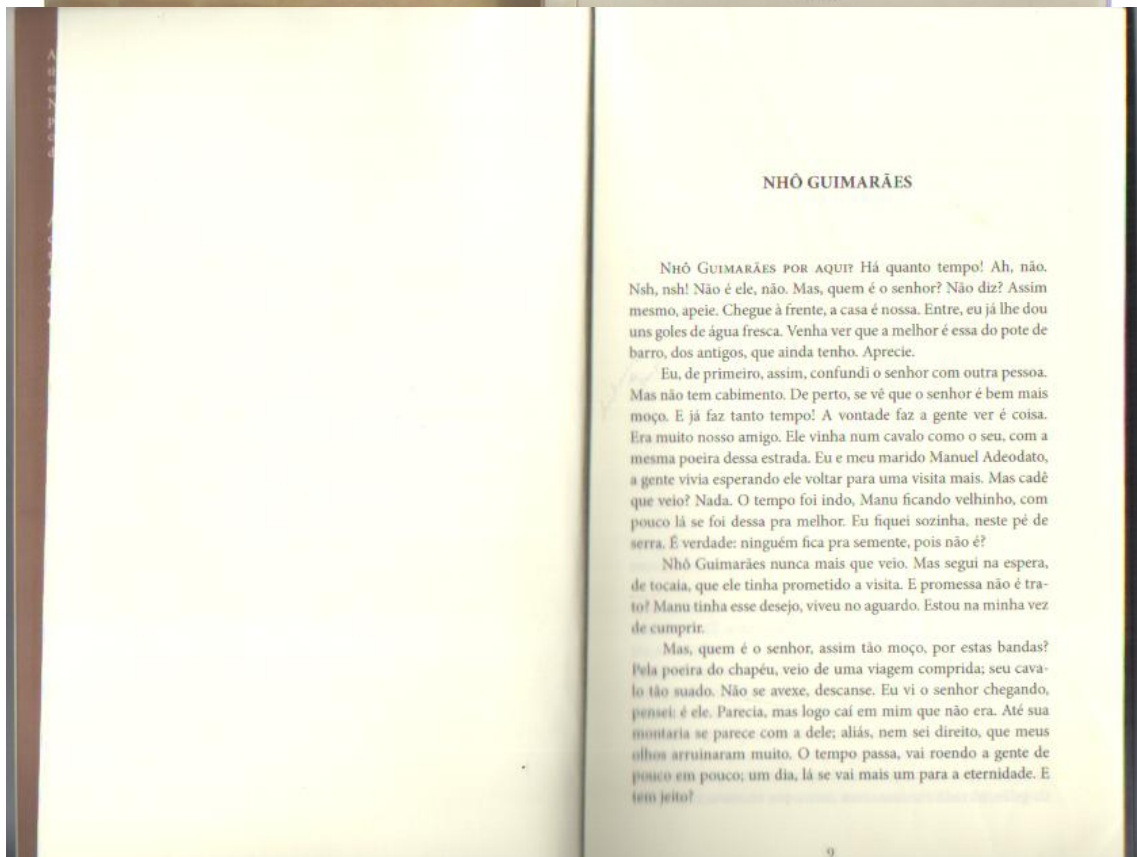 NHÔ GUIMARÃES
NHÔ GUIMARÃES POR AQUI? Há quanto tempo! Ah, não.
Nsh, nsh! Não é ele, não. Mas, quem é o senhor? Não diz? Assim
mesmo, apeie. Chegue à frente, a casa é nossa. Entre, eu já lhe dou
uns goles de água fresca. Venha ver que a melhor é essa do pote de
barro, dos antigos, que ainda tenho. Aprecie.
Eu, de primeiro, assim, confundi o senhor com outra pessoa.
Mas não tem cabimento. De perto, se vê que o senhor é bem mais
moço. E já faz tanto tempo! A vontade faz a gente ver é coisa.
Era muito nosso amigo. Ele vinha num cavalo como o seu, com a
mesma poeira dessa estrada. Eu e meu marido Manuel Adeodato,
a gente vivia esperando ele voltar para uma visita mais. Mas cadê
que veio? Nada. O tempo foi indo, Manu ficando velhinho, com
pouco lá se foi dessa pra melhor. Eu fiquei sozinha, neste pé de
serra. É verdade: ninguém fica pra semente, pois não é?
Nhô Guimarães nunca mais que veio. Mas segui na espera,
de tocaia, que ele tinha prometido a visita. E promessa não é tra-
to? Manu tinha esse desejo, viveu no aguardo. Estou na minha vez
de cumprir.
Mas, quem é o senhor, assim tão moço, por estas bandas?
Pela poeira do chapéu, veio de uma viagem comprida; seu cava-
lo tão suado. Não se avexe, descanse. Eu vi o senhor chegando,
pensei: é ele. Parecia, mas logo caí em mim que não era. Até sua
montaria se parece com a dele; aliás, nem sei direito, que meus
olhos arruinaram muito. O tempo passa, vai roendo a gente de
pouco em pouco; um dia, lá se vai mais um para a eternidade. E
tem jeito?
9